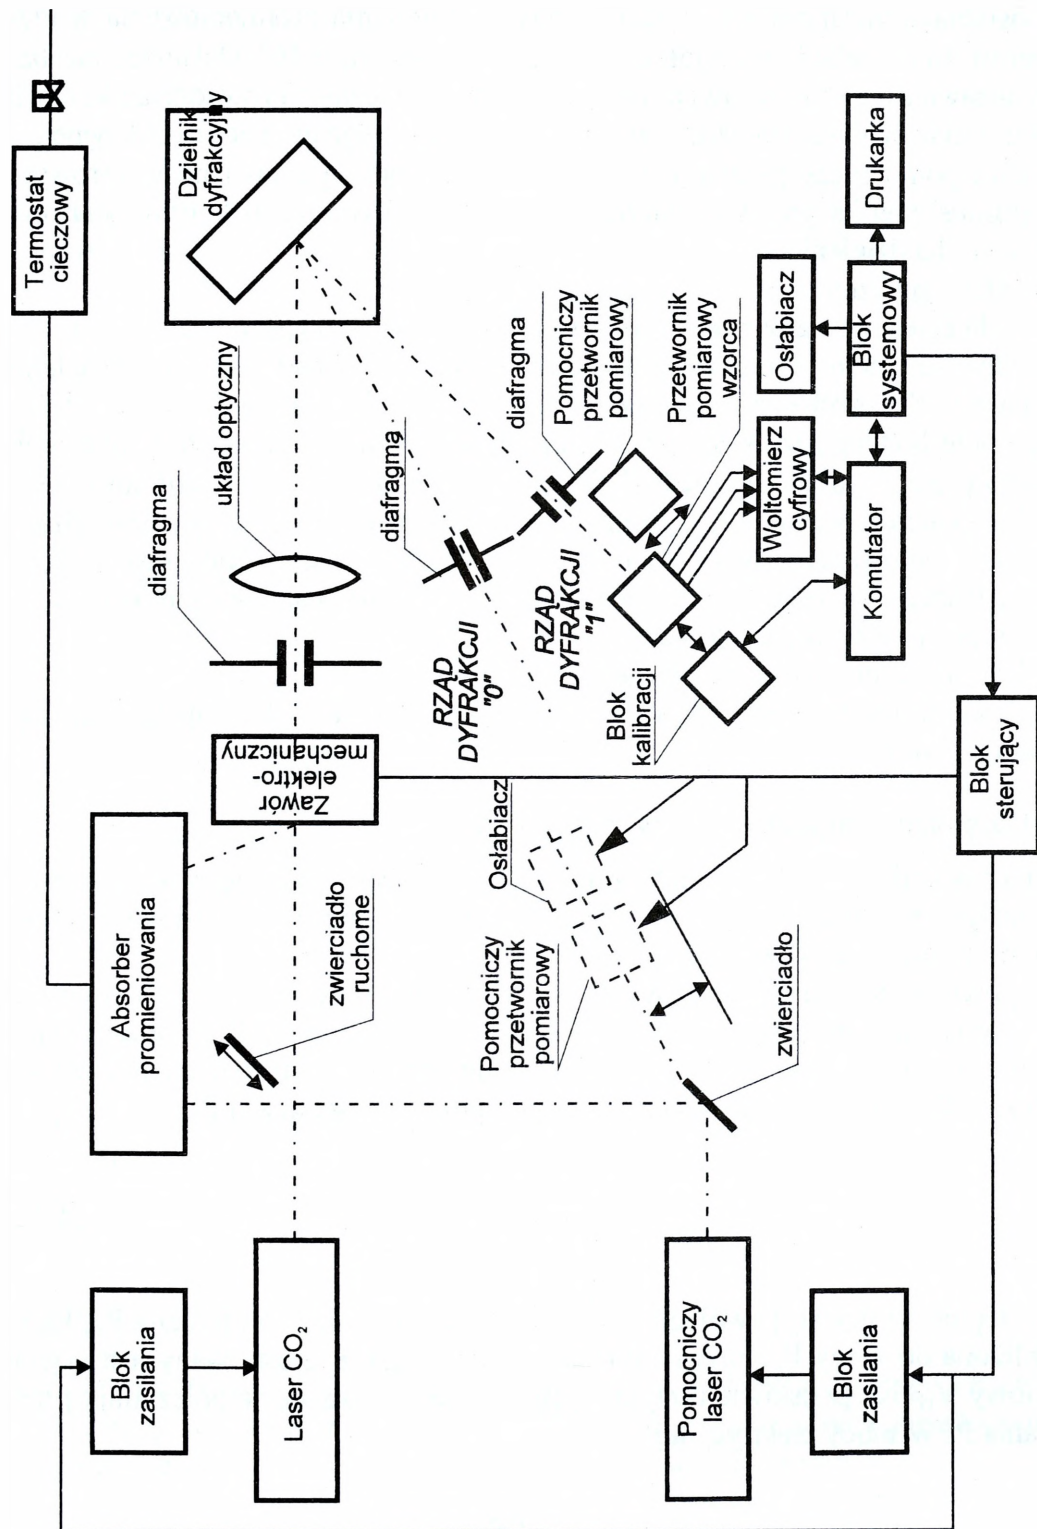 Termostat
cieczowy
Absorber
promieniowania
Blok
zasilania
Dzielnik
dyfrakcyjny
diafragma
układ optyczny
Zawór
elektro-
mechaniczny
zwierciadło
ruchome
Laser CO₂
diafragma
RZĄD
DYFRAKCJI
"0"
diafragma
Pomocniczy
przetwornik
pomiarowy
RZĄD
DYFRAKCJI
"1"
Osłabiacz
Pomocniczy
przetwornik
pomiarowy
Przetwornik
pomiarowy
wzorca
Blok
kalibracji
zwierciadło
Pomocniczy
laser CO₂
Osłabiacz
Woltomierz
cyfrowy
Drukarka
Blok
systemowy
Komutator
Blok
zasilania
Blok
sterujący